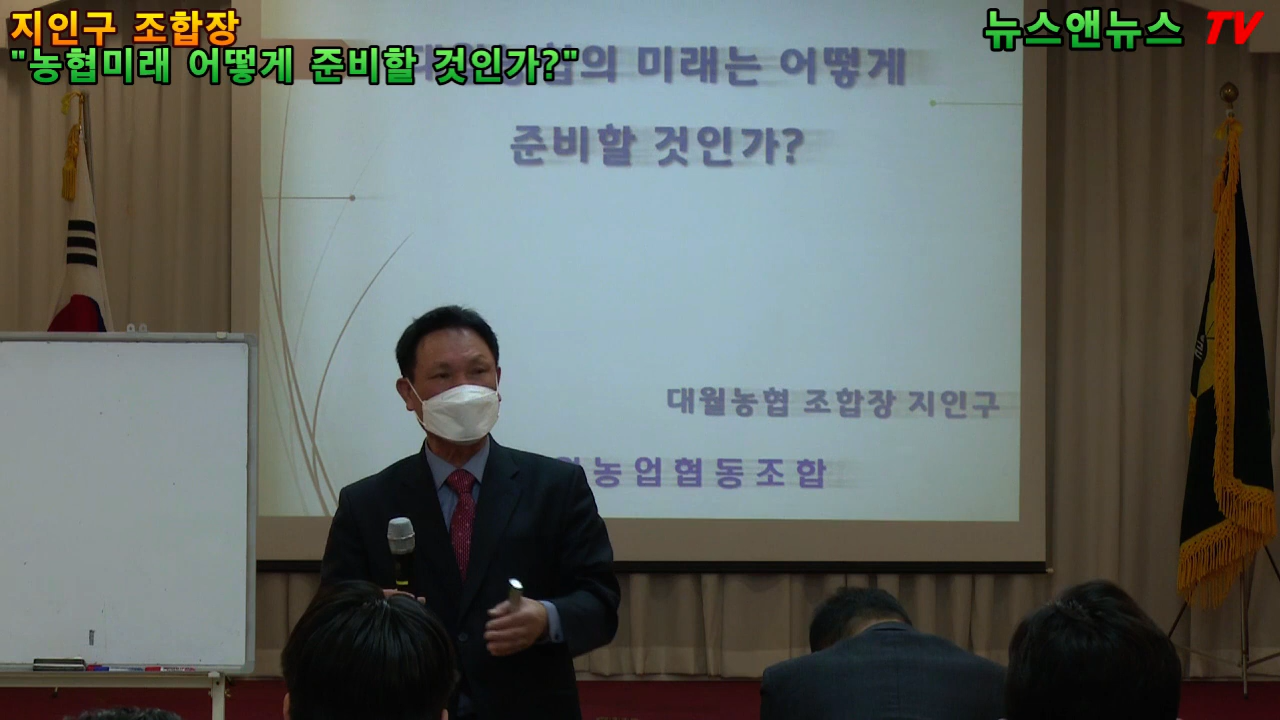 지인구 조합장
"농협미래 어떻게 준비할 것인가?"
뉴스앤뉴스 TV
의 미래는 어떻게
준비할 것인가?
대월농협 조합장 지인구
농업협동조합